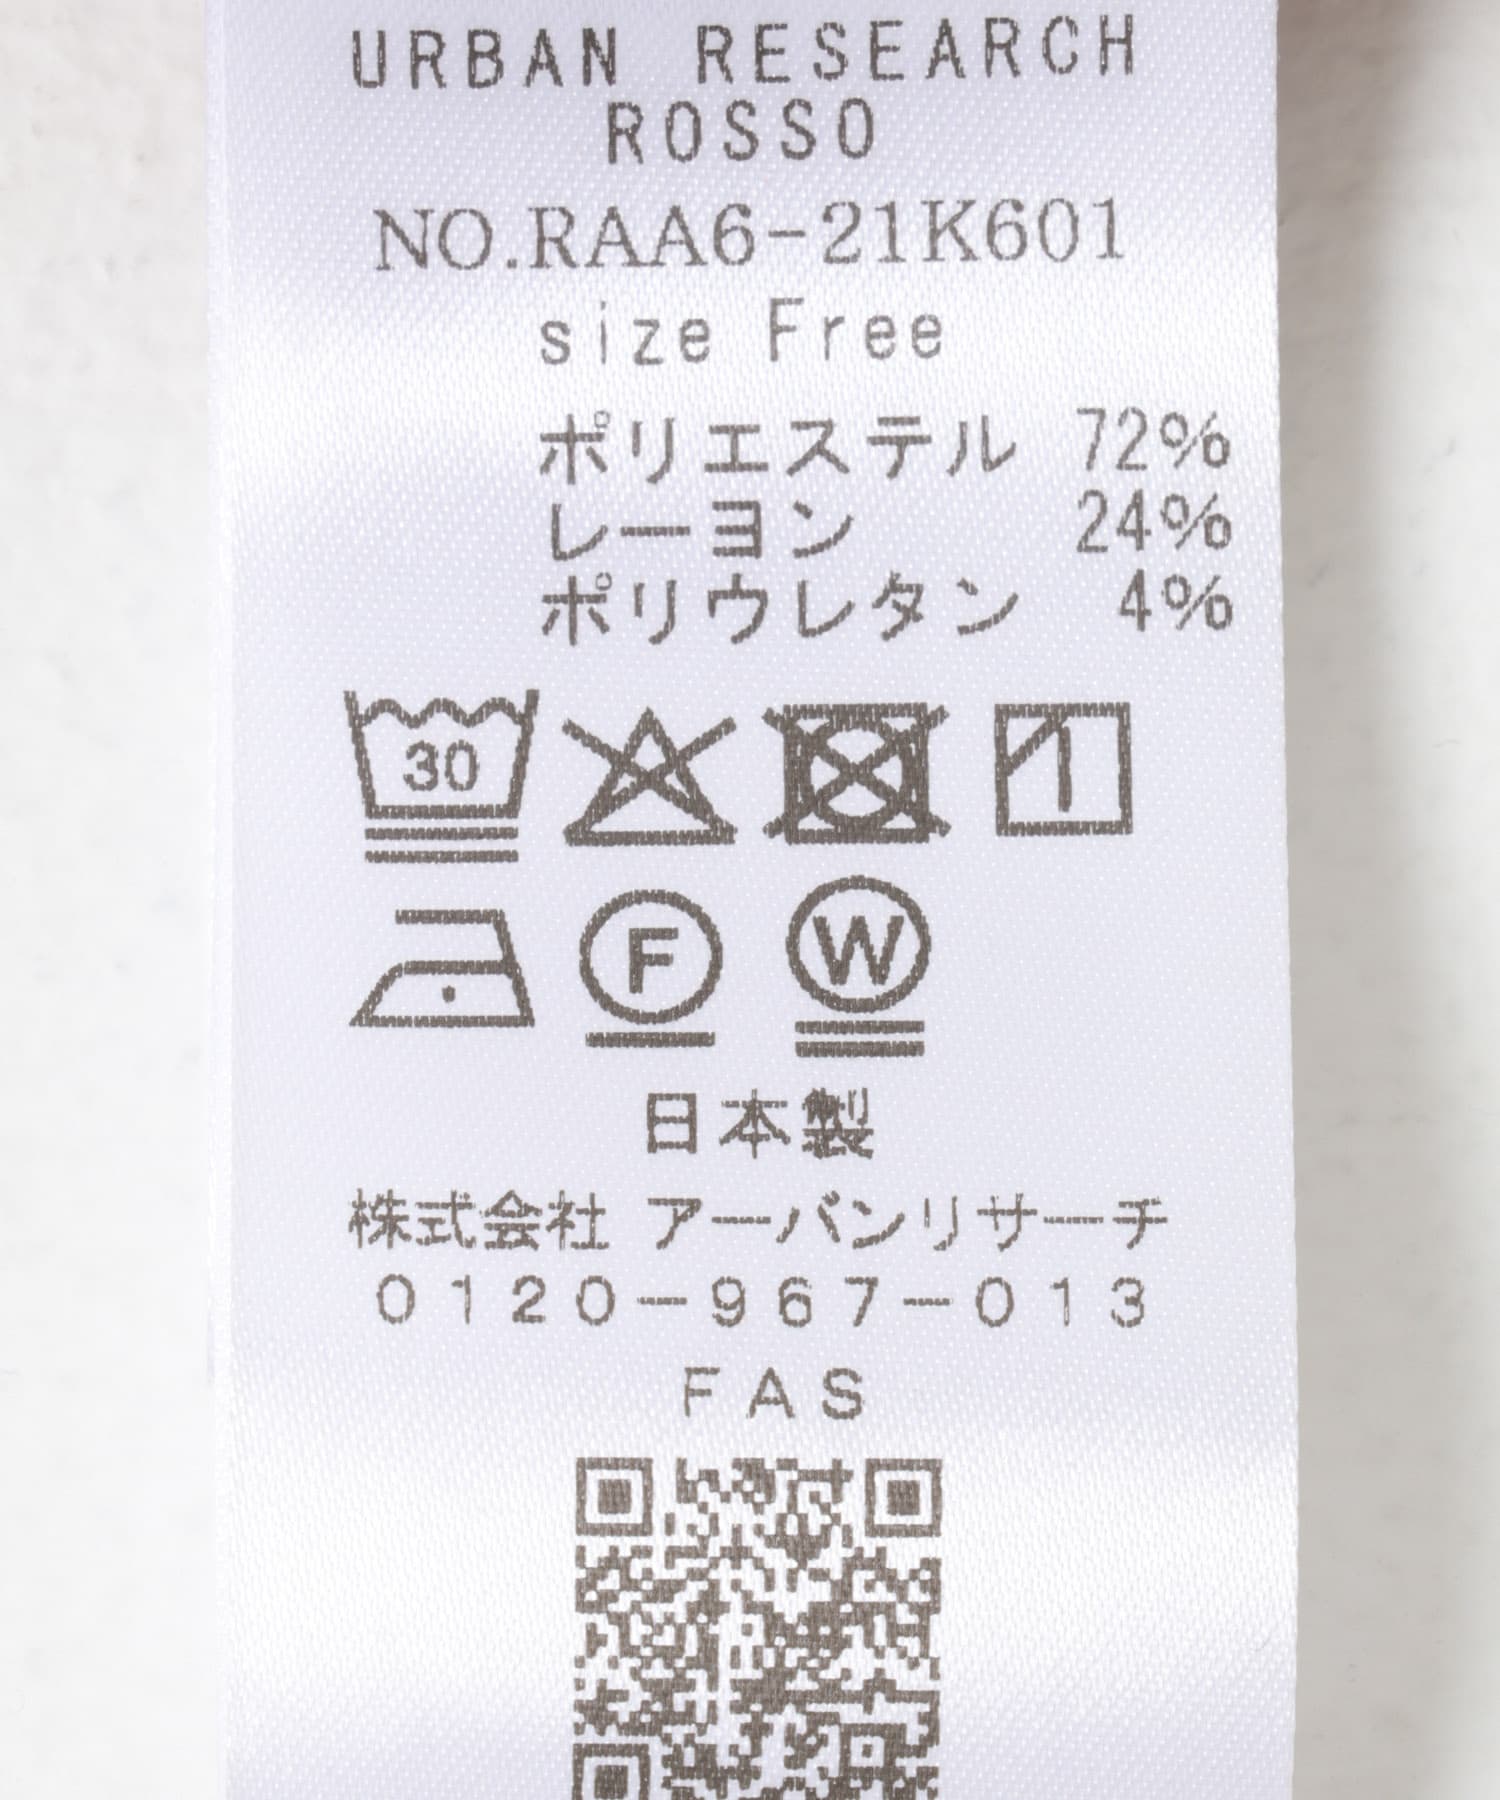 URBAN RESEARCH
ROSSO
NO.RAA6-21K601
size Free
ポリエステル 72%
レーヨン 24%
ポリウレタン 4%
30
F W
日本製
株式会社 アーバンリサーチ
0120-967-013
FAS